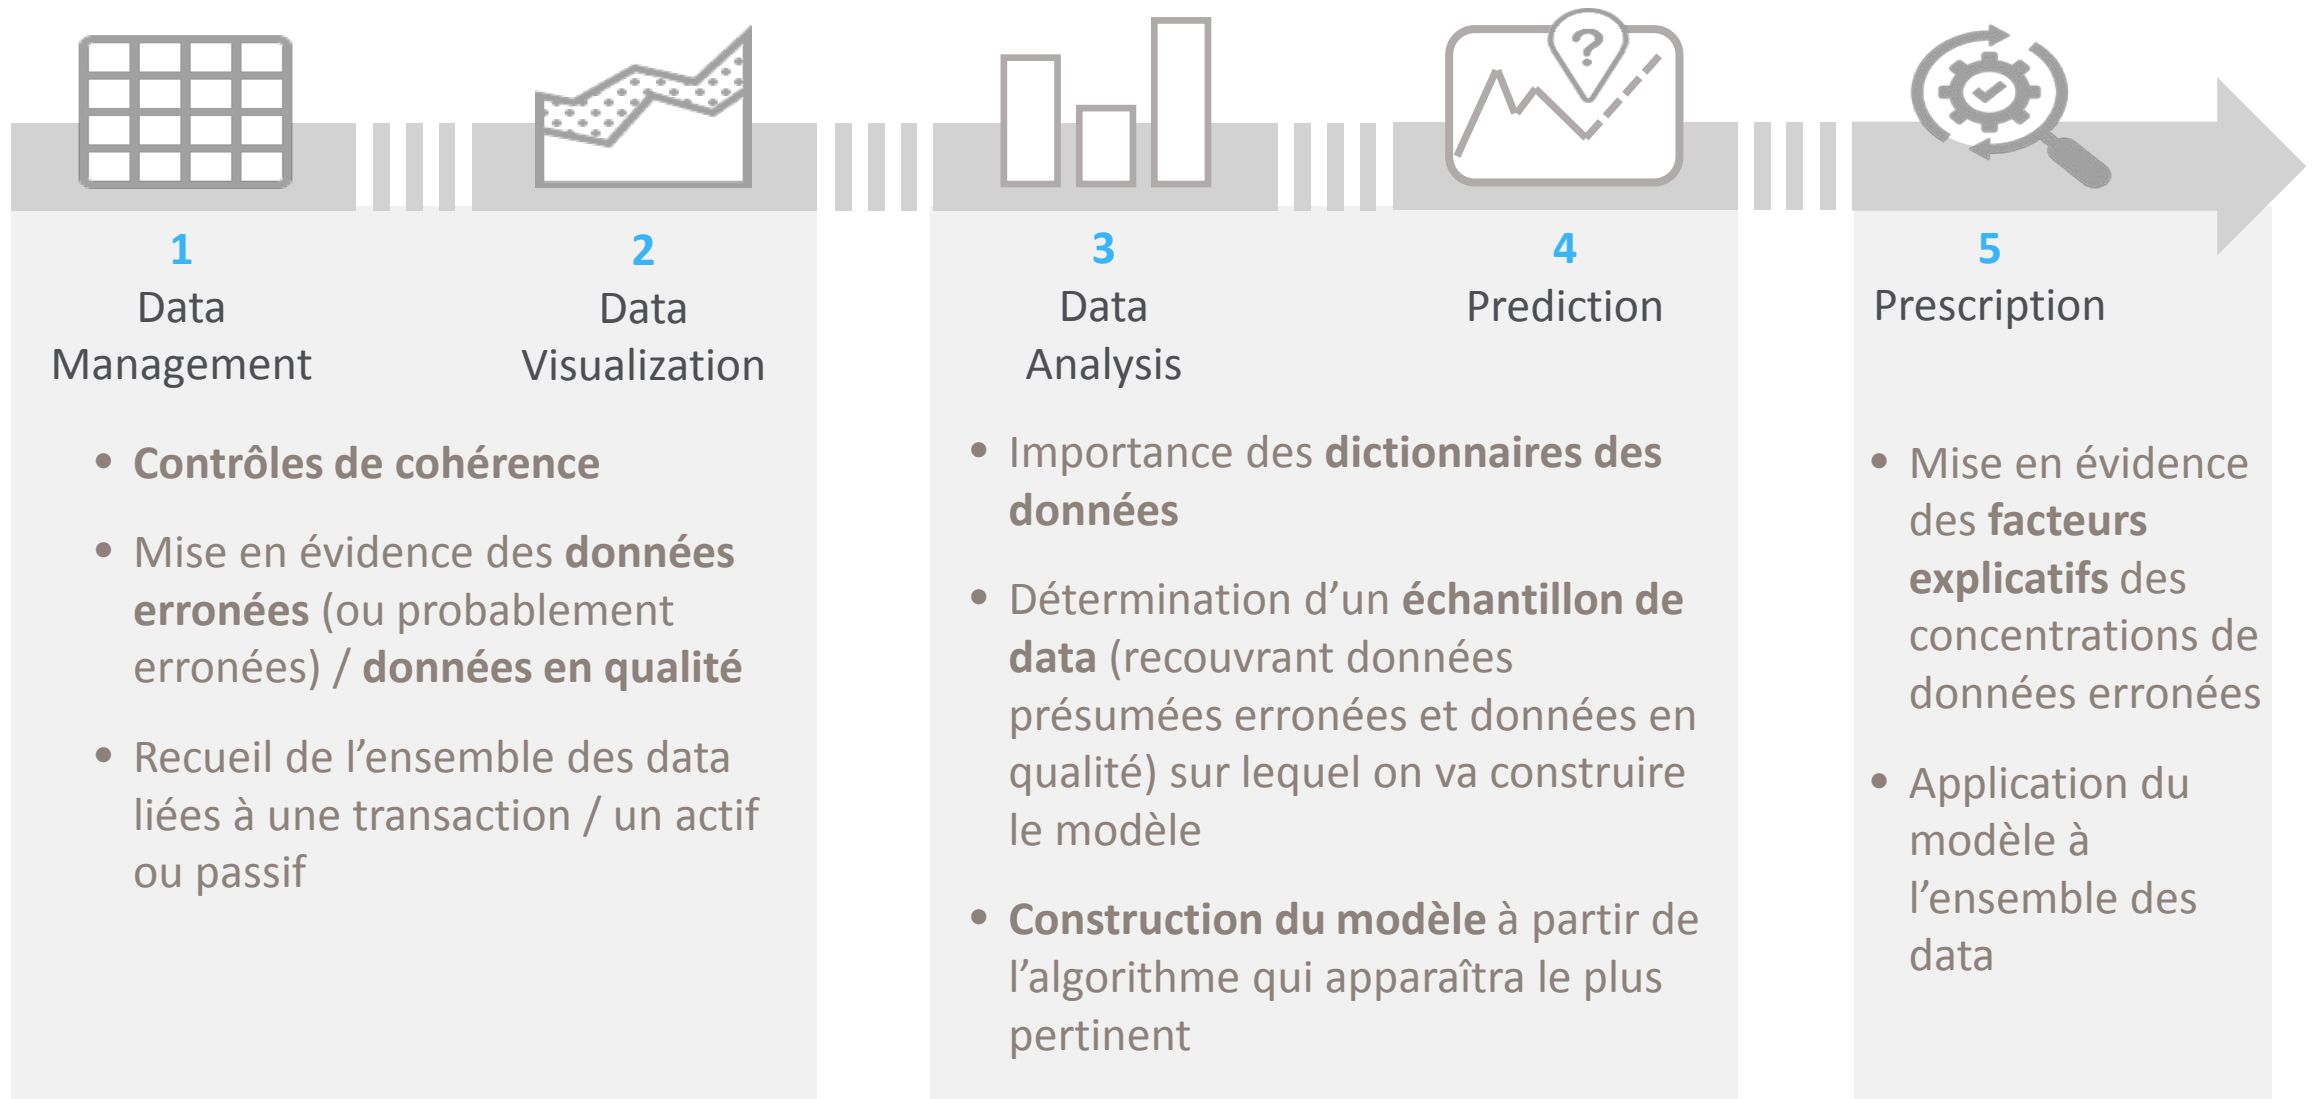 ?
1
Data
Management
2
Data
Visualization
• Contrôles de cohérence
• Mise en évidence des données
erronées (ou probablement
erronées) / données en qualité
• Recueil de l’ensemble des data
liées à une transaction / un actif
ou passif
3
Data
Analysis
4
Prediction
• Importance des dictionnaires des
données
• Détermination d’un échantillon de
data (recouvrant données
présumées erronées et données en
qualité) sur lequel on va construire
le modèle
• Construction du modèle à partir de
l’algorithme qui apparaîtra le plus
pertinent
5
Prescription
• Mise en évidence
des facteurs
explicatifs des
concentrations de
données erronées
• Application du
modèle à
l’ensemble des
data